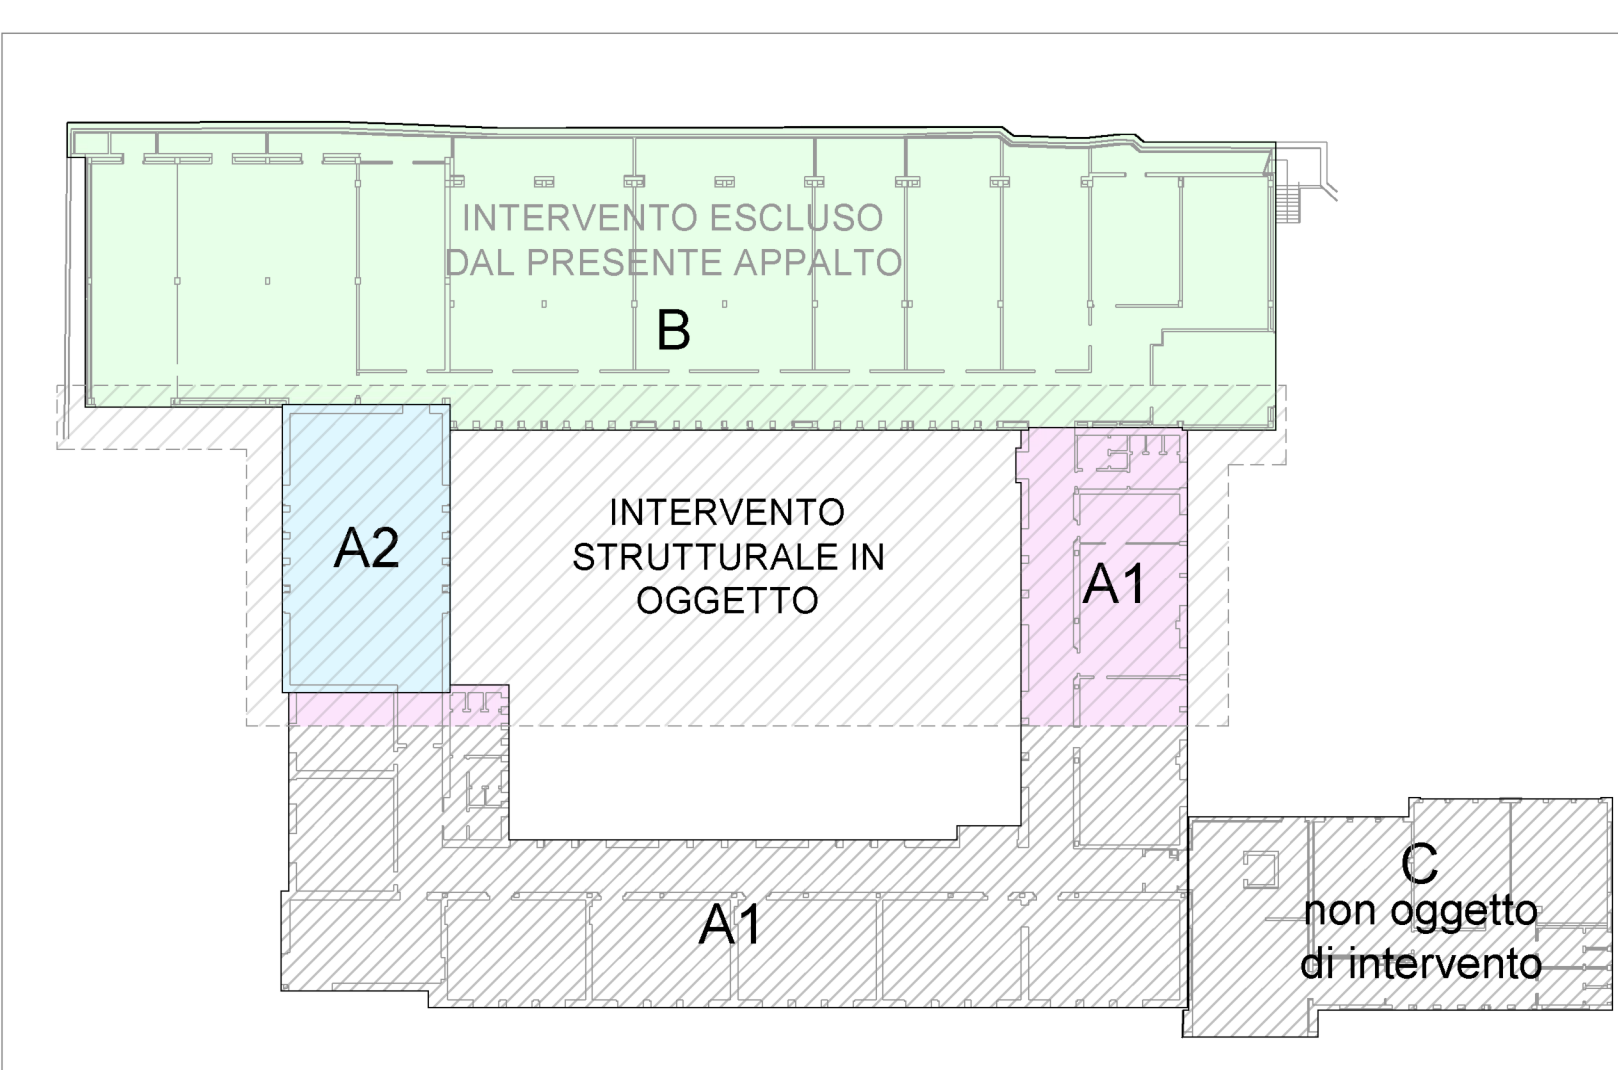 INTERVENTO ESCLUSO
DAL PRESENTE APPALTO
B
INTERVENTO
STRUTTURALE IN
OGGETTO
A2
A1
A1
C
non oggetto
di intervento